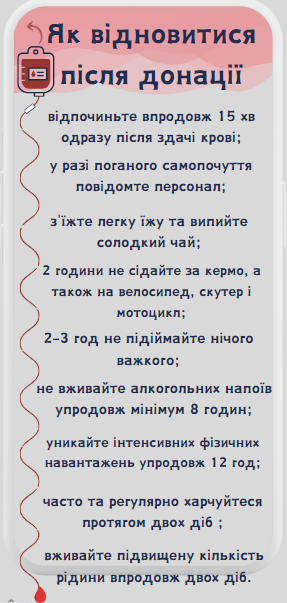 Як відновитися
після донації
відпочиньте впродовж 15 хв
одразу після здачі крові;
у разі поганого самопочуття
повідомте персонал;
з'їжте легку їжу та випийте
солодкий чай;
2 години не сідайте за кермо, а
також на велосипед, скутер і
мотоцикл;
2-3 год не підіймайте нічого
важкого;
не вживайте алкогольних напоїв
упродовж мінімум 8 годин;
уникайте інтенсивних фізичних
навантажень упродовж 12 год;
часто та регулярно харчуйтеся
протягом двох діб ;
вживайте підвищену кількість
рідини впродовж двох діб.